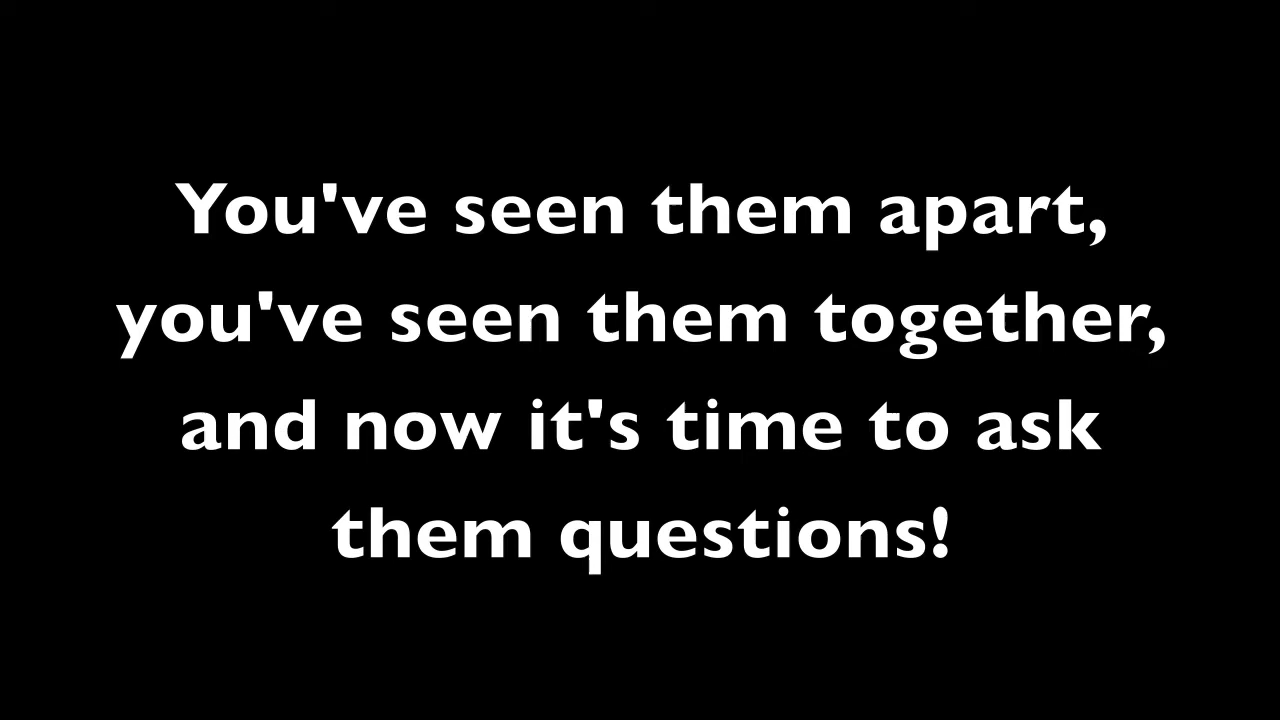 You've seen them apart,
you've seen them together,
and now it's time to ask
them questions!